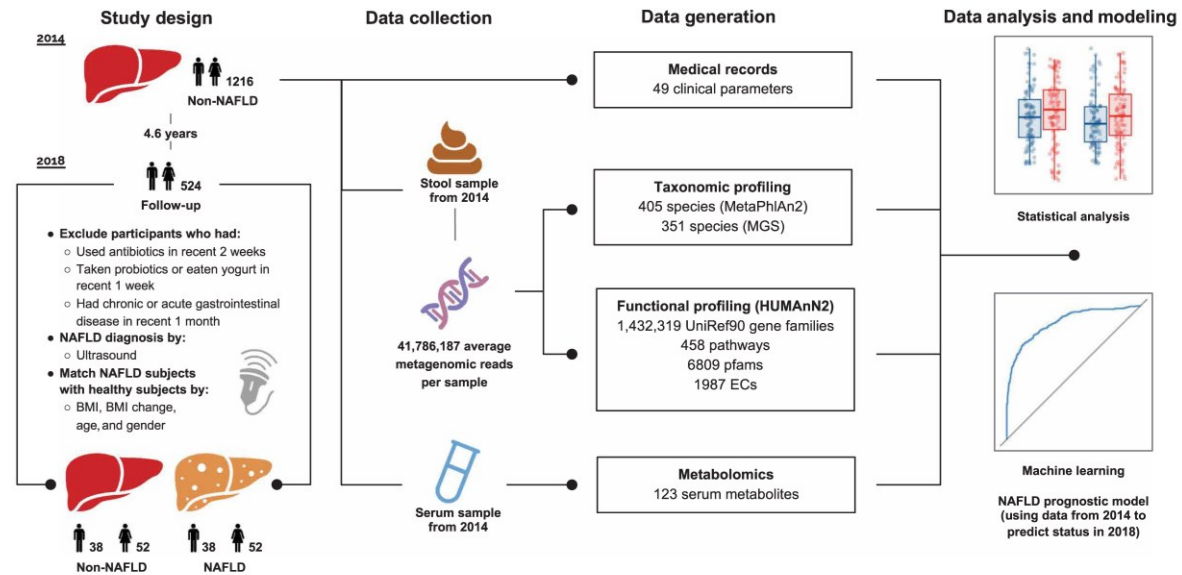 Study design
2014
1216
Non-NAFLD
4.6 years
2018
524
Follow-up
• Exclude participants who had:
○ Used antibiotics in recent 2 weeks
○ Taken probiotics or eaten yogurt in
recent 1 week
○ Had chronic or acute gastrointestinal
disease in recent 1 month
• NAFLD diagnosis by:
○ Ultrasound
• Match NAFLD subjects
with healthy subjects by:
○ BMI, BMI change,
age, and gender
38 52
Non-NAFLD
38 52
NAFLD
Data collection
Stool sample
from 2014
41,786,187 average
metagenomic reads
per sample
Serum sample
from 2014
Data generation
Medical records
49 clinical parameters
Taxonomic profiling
405 species (MetaPhlAn2)
351 species (MGS)
Functional profiling (HUMAnN2)
1,432,319 UniRef90 gene families
458 pathways
6809 pfams
1987 ECs
Metabolomics
123 serum metabolites
Data analysis and modeling
Statistical analysis
Machine learning
NAFLD prognostic model
(using data from 2014 to
predict status in 2018)